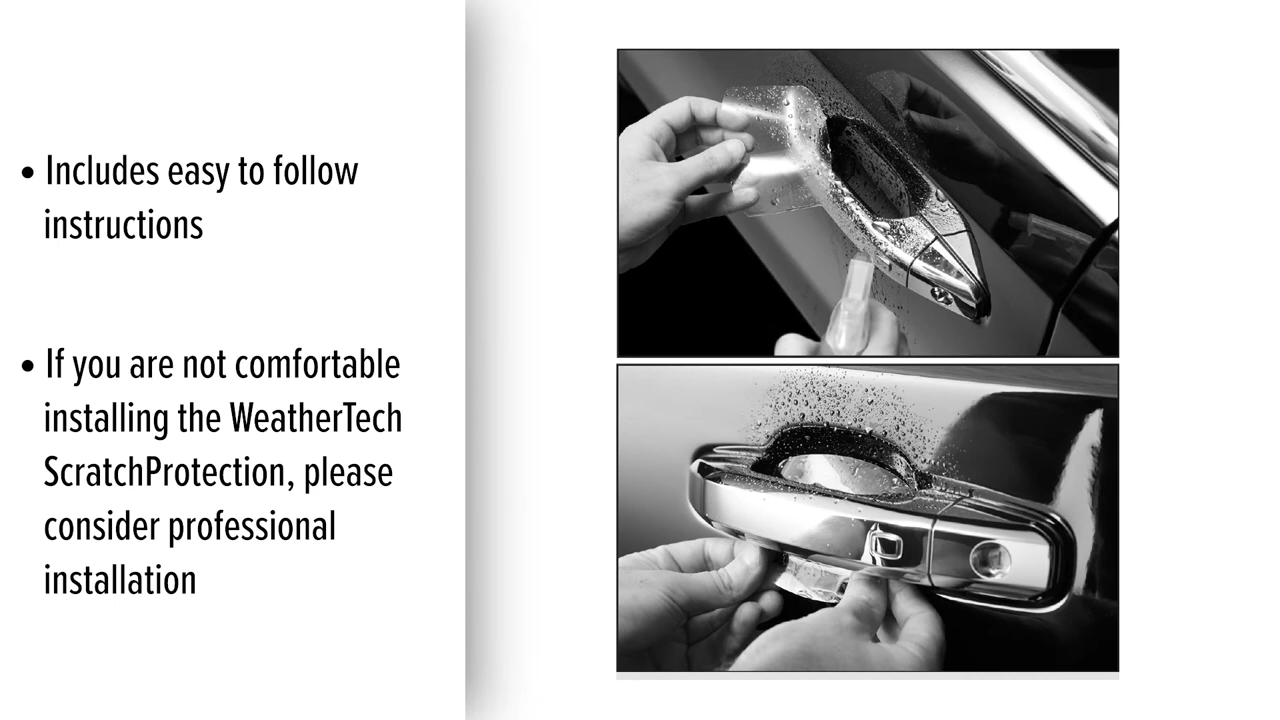 • Includes easy to follow
instructions
• If you are not comfortable
installing the WeatherTech
ScratchProtection, please
consider professional
installation